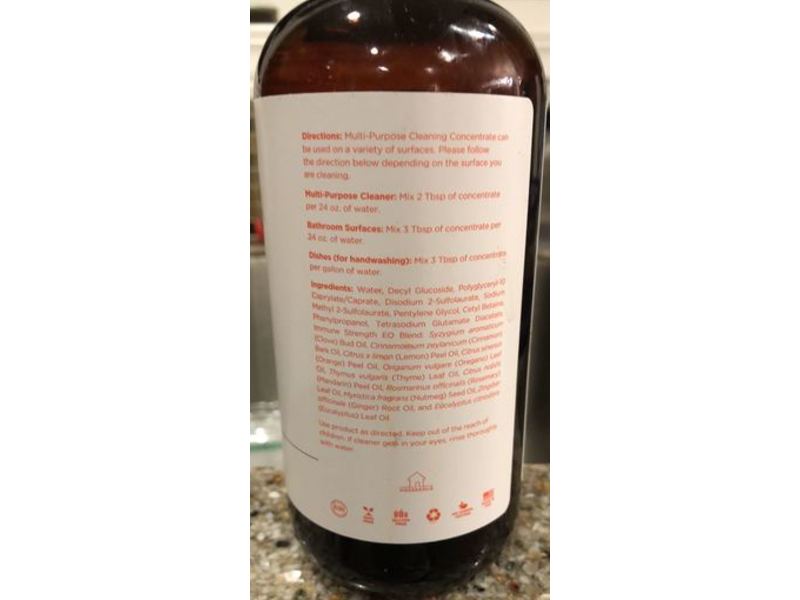 Directions: Multi-Purpose Cleaning Concentrate can
be used on a variety of surfaces. Please follow
the direction below depending on the surface you
are cleaning.
Multi-Purpose Cleaner: Mix 2 Tbsp of concentrate
per 24 oz. of water.
Bathroom Surfaces: Mix 3 Tbsp of concentrate per
24 oz. of water.
Dishes (for handwashing): Mix 3 Tbsp of concentrate
per gallon of water.
Ingredients: Water, Decyl Glucoside, Polyglyceryl-10
Caprylate/Caprate, Disodium 2-Sulfolaurate, Sodium
Methyl 2-Sulfolaurate, Pentylene Glycol, Cetyl Betaine,
Phenylpropanol, Tetrasodium Glutamate Diacetate,
Immune Strength EO Blend: Syzygium aromaticum
(Clove) Bud Oil, Cinnamomum zeylanicum (Cinnamon)
Bark Oil, Citrus x limon (Lemon) Peel Oil, Citrus sinensis
(Orange) Peel Oil, Origanum vulgare (Oregano) Leaf
Oil, Thymus vulgaris (Thyme) Leaf Oil, Citrus nobilis
(Mandarin) Peel Oil, Rosmarinus officinalis (Rosemary)
Leaf Oil, Myristica fragrans (Nutmeg) Seed Oil, Zingiber
officinale (Ginger) Root Oil, and Eucalyptus citriodora
(Eucalyptus) Leaf Oil.
Use product as directed. Keep out of the reach of
children. If cleaner gets in your eyes, rinse thoroughly
with water.